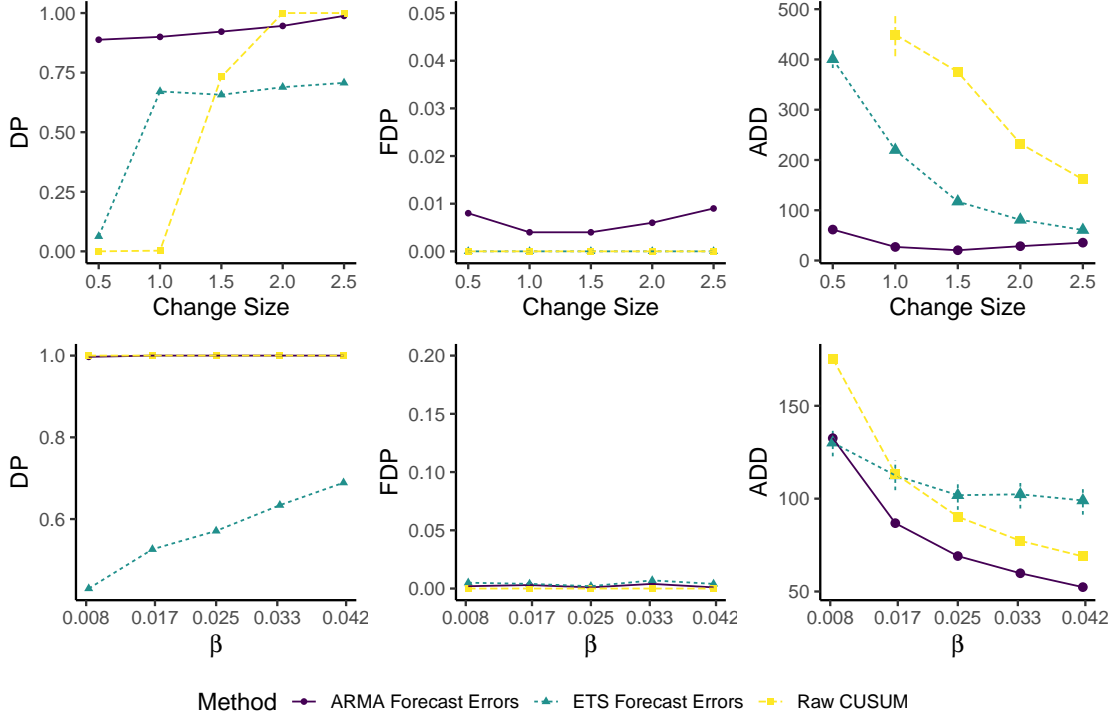 DP
1.00
0.75
0.50
0.25
0.00
0.5 1.0 1.5 2.0 2.5
Change Size
FDP
0.05
0.04
0.03
0.02
0.01
0.00
0.5 1.0 1.5 2.0 2.5
Change Size
ADD
500
400
300
200
100
0
0.5 1.0 1.5 2.0 2.5
Change Size
DP
1.0
0.8
0.6
0.008 0.017 0.025 0.033 0.042
β
FDP
0.20
0.15
0.10
0.05
0.00
0.008 0.017 0.025 0.033 0.042
β
ADD
150
100
50
0.008 0.017 0.025 0.033 0.042
β
Method ARMA Forecast Errors ETS Forecast Errors Raw CUSUM